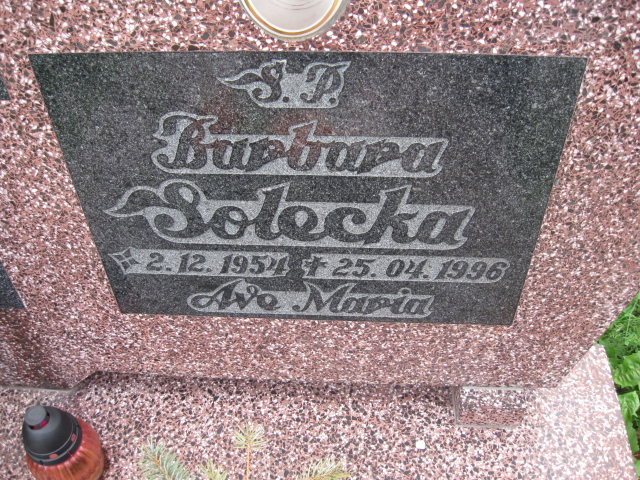 Ś.P.
Barbara
Solecka
2.12.1954 ✝ 25.04.1996
Ave Maria